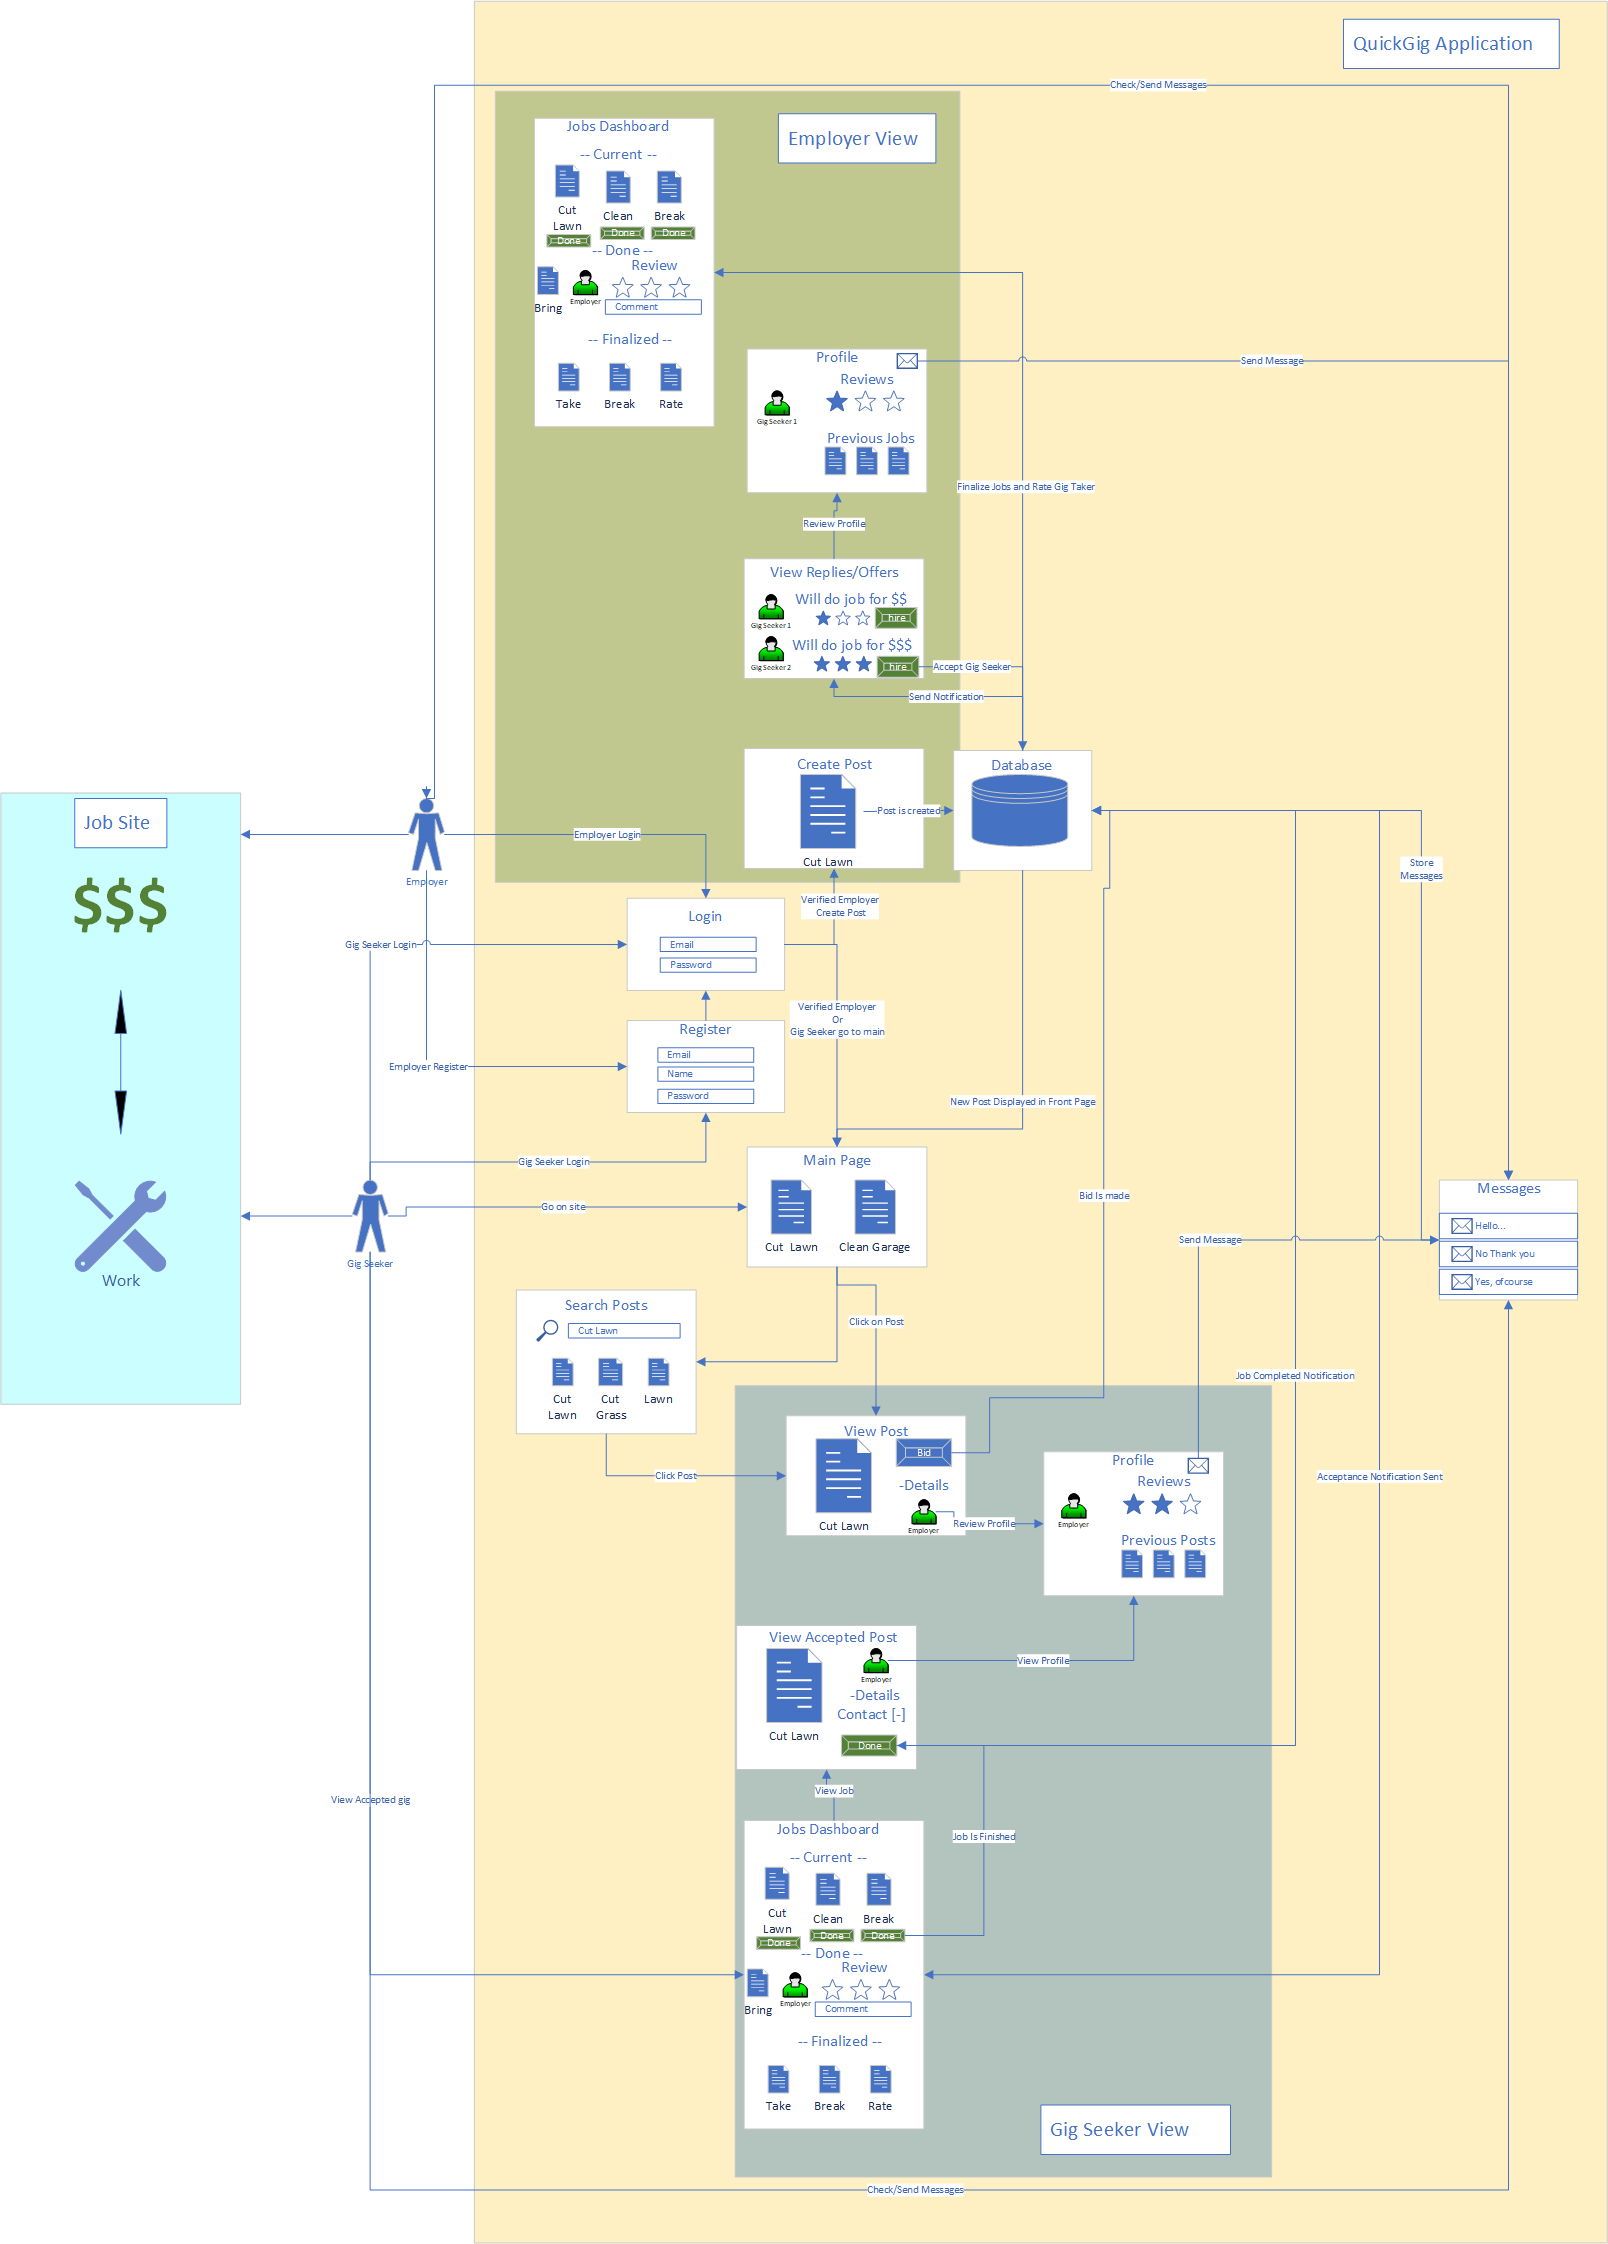 QuickGig Application
Check/Send Messages
Employer View
Jobs Dashboard
-- Current --
Cut
Lawn
Clean
Break
Done
Done
Done
-- Done --
Review
Bring
Employer
Comment
-- Finalized --
Take
Break
Rate
Profile
Reviews
Gig Seeker 1
Previous Jobs
Send Message
Finalize Jobs and Rate Gig Taker
Review Profile
View Replies/Offers
Will do job for $$
Gig Seeker 1
hire
Will do job for $$$
Gig Seeker 2
hire
Accept Gig Seeker
Send Notification
Create Post
Cut Lawn
Post is created
Database
Store
Messages
Job Site
$$$
Work
Employer
Employer Login
Verified Employer
Create Post
Login
Email
Password
Gig Seeker Login
Verified Employer
Or
Gig Seeker go to main
Register
Email
Name
Password
Employer Register
New Post Displayed in Front Page
Gig Seeker Login
Gig Seeker
Go on site
Main Page
Cut  Lawn
Clean Garage
Bid Is made
Send Message
Messages
Hello...
No Thank you
Yes, ofcourse
Search Posts
Cut Lawn
Cut
Lawn
Cut
Grass
Lawn
Click on Post
Click Post
Job Completed Notification
Acceptance Notification Sent
View Post
Bid
-Details
Cut Lawn
Employer
Review Profile
Profile
Reviews
Employer
Previous Posts
View Accepted Post
Employer
-Details
Contact [-]
Cut Lawn
Done
View Profile
View Job
Job Is Finished
View Accepted gig
Jobs Dashboard
-- Current --
Cut
Lawn
Clean
Break
Done
Done
Done
-- Done --
Review
Bring
Employer
Comment
-- Finalized --
Take
Break
Rate
Gig Seeker View
Check/Send Messages